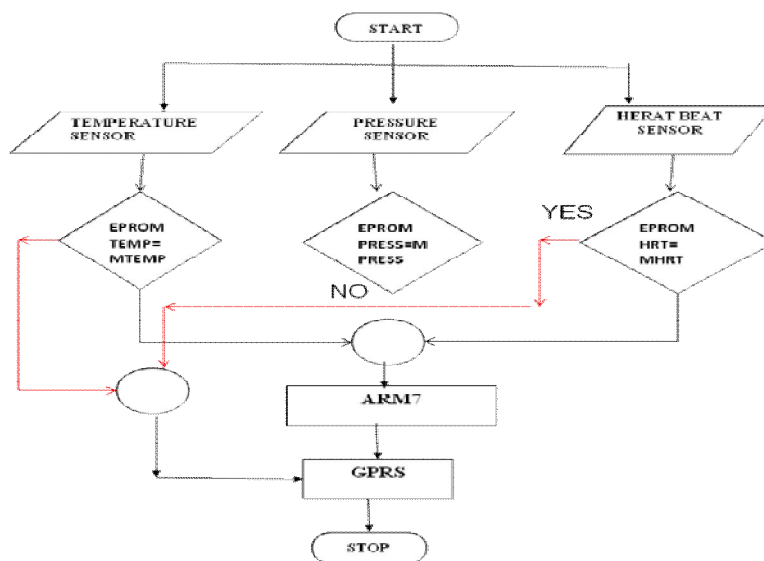 START
TEMPERATURE
SENSOR
PRESSURE
SENSOR
HERAT BEAT
SENSOR
EPROM
TEMP=
MTEMP
EPROM
PRESS=M
PRESS
YES
EPROM
HRT=
MHRT
NO
ARM7
GPRS
STOP